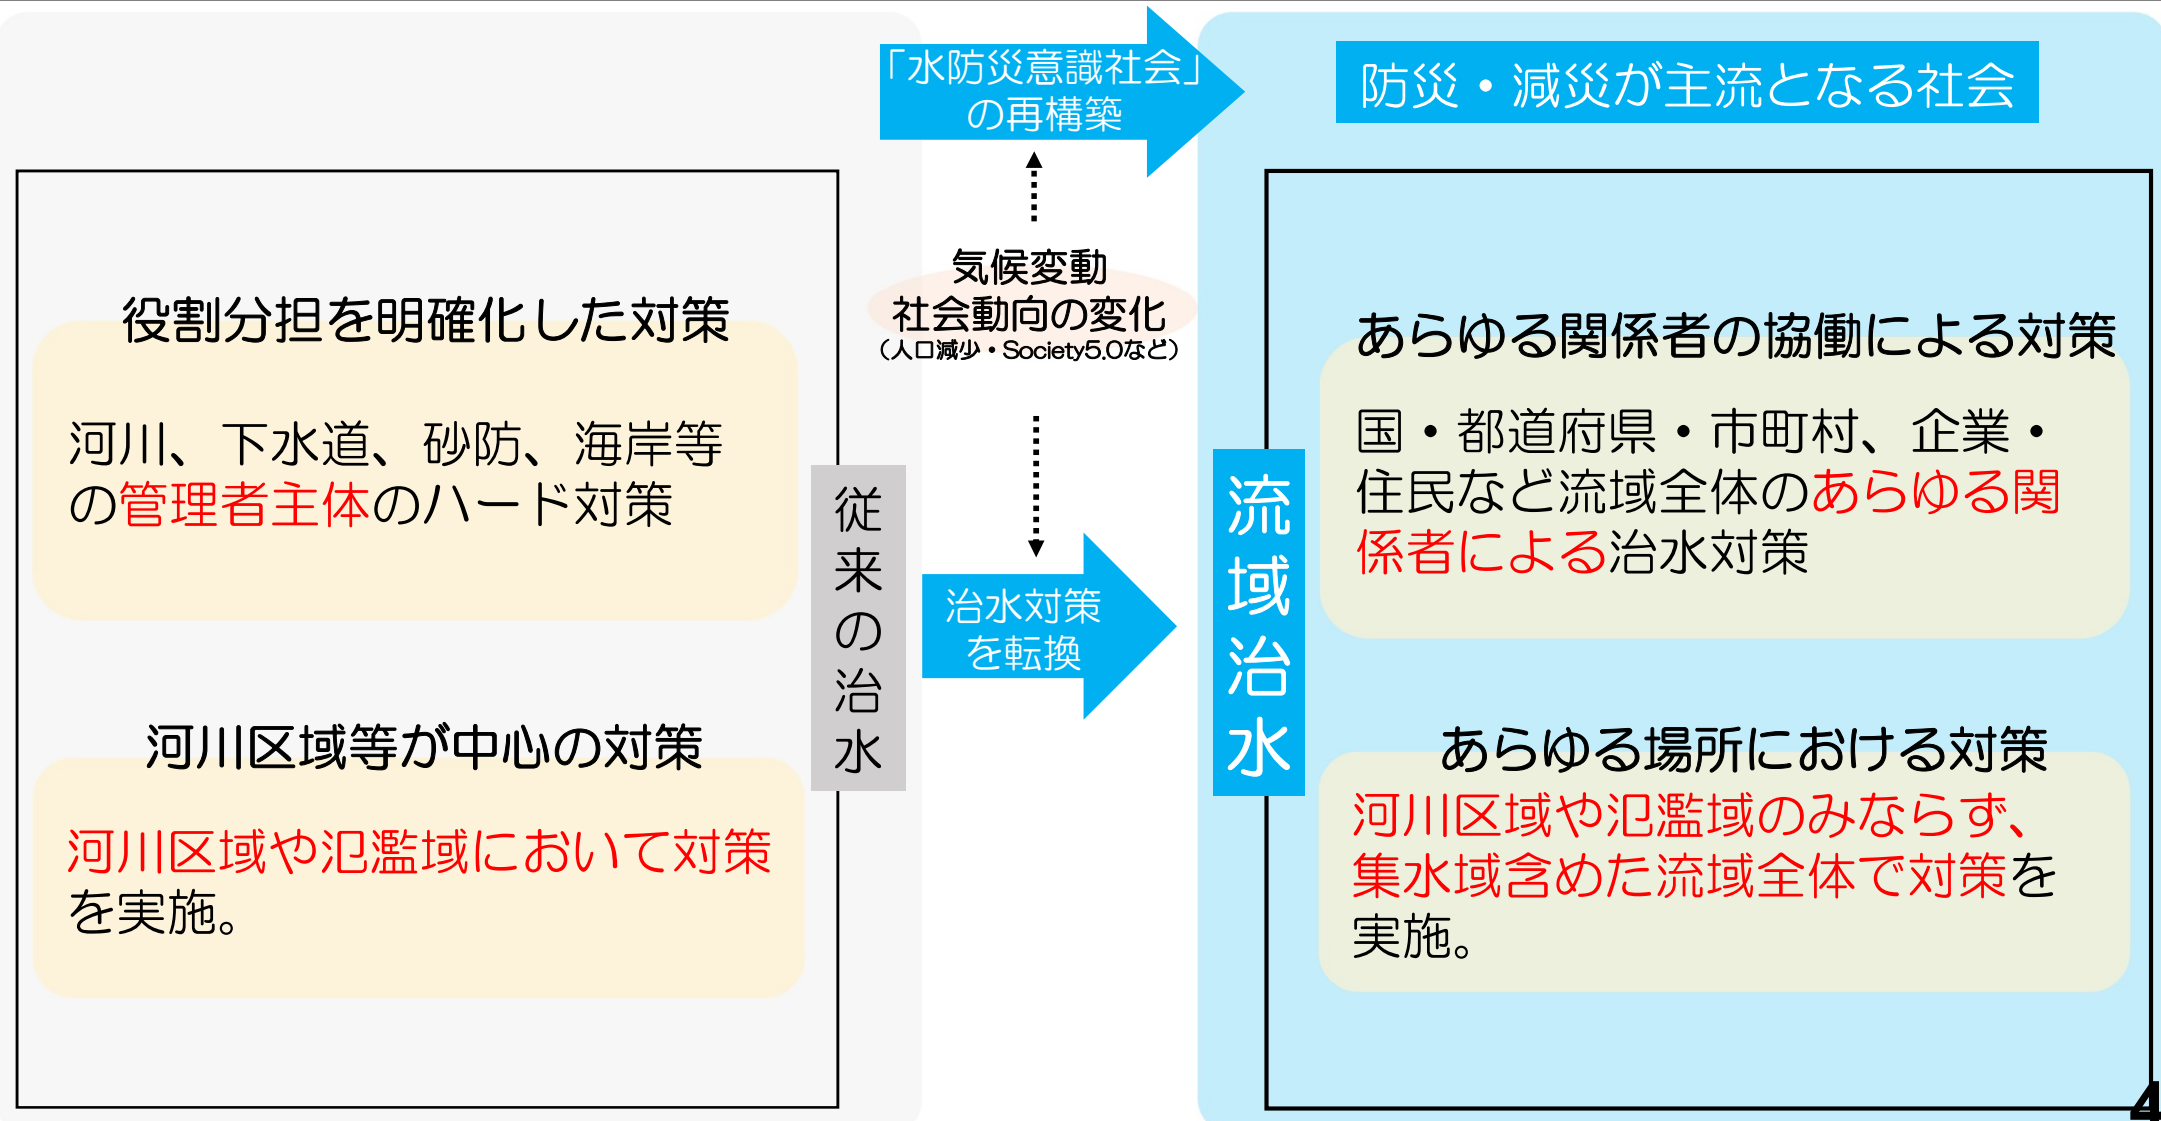 「水防災意識社会」
の再構築
防災・減災が主流となる社会
役割分担を明確化した対策
河川、下水道、砂防、海岸等
の管理者主体のハード対策
河川区域等が中心の対策
河川区域や氾濫域において対策
を実施。
従来の治水
気候変動
社会動向の変化
（人口減少・Society5.0など）
治水対策
を転換
流域治水
あらゆる関係者の協働による対策
国・都道府県・市町村、企業・
住民など流域全体のあらゆる関
係者による治水対策
あらゆる場所における対策
河川区域や氾濫域のみならず、
集水域含めた流域全体で対策を
実施。
4